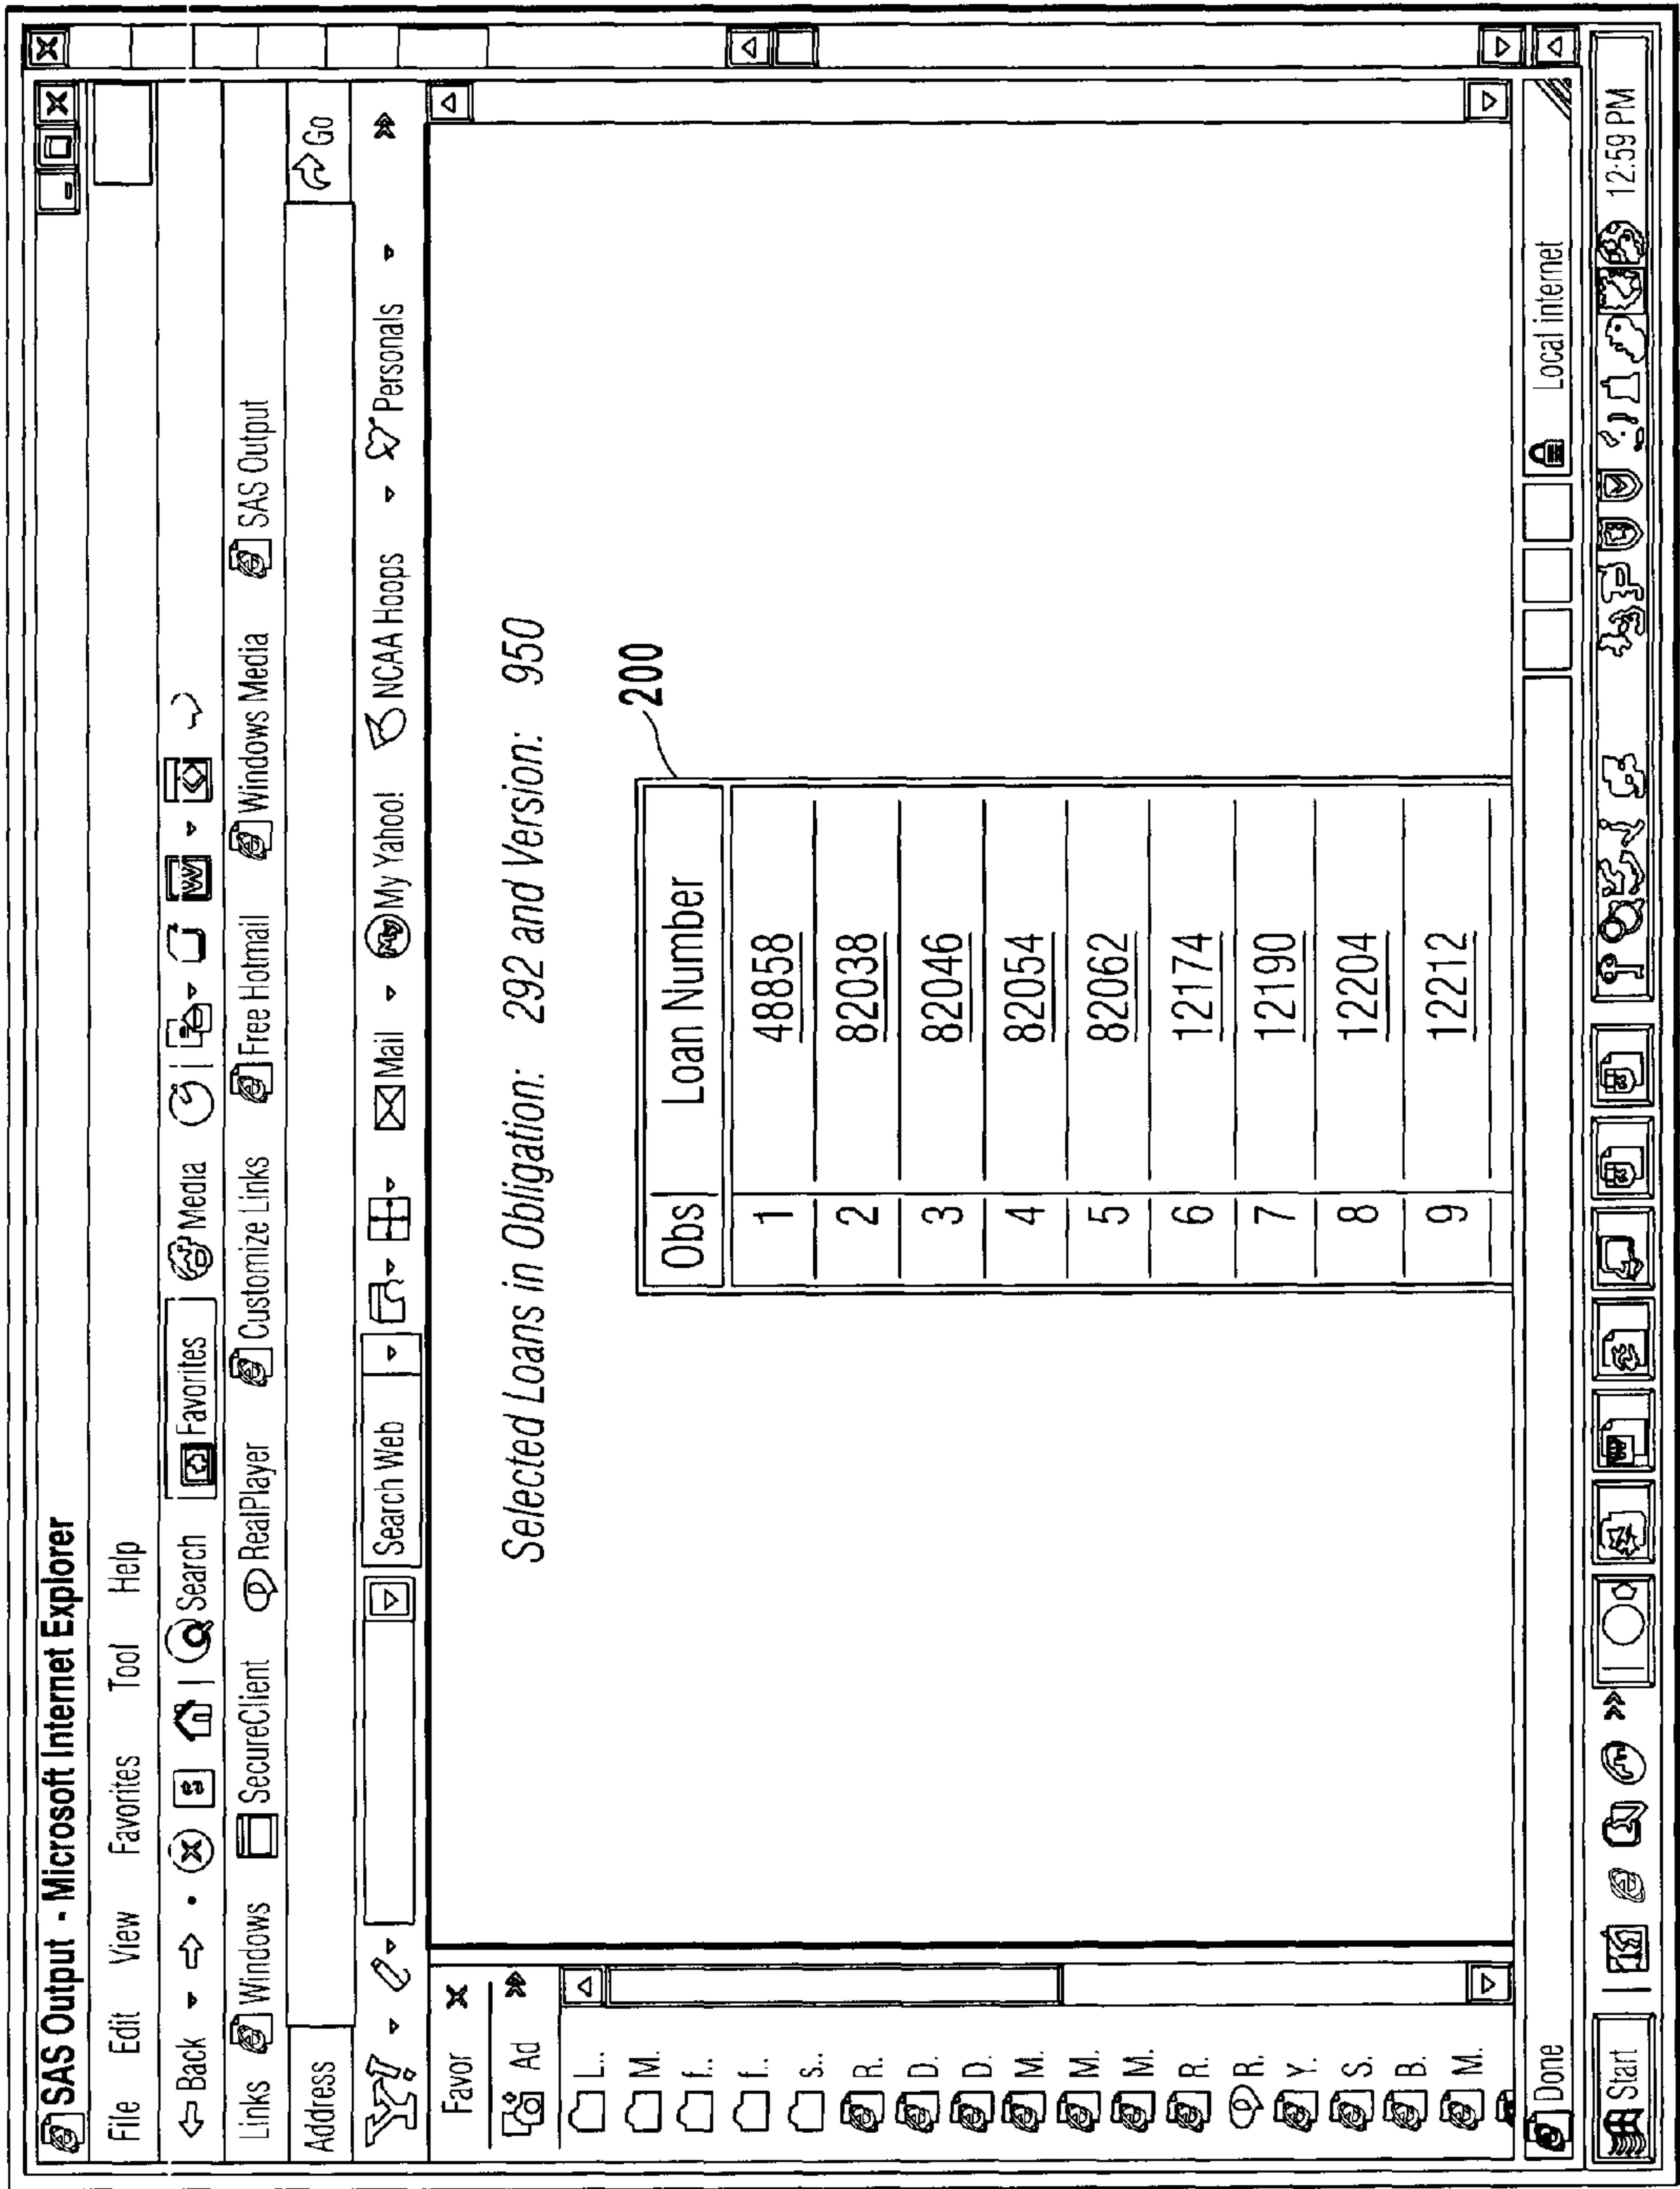 SAS Output - Microsoft Internet Explorer
File Edit View Favorites Tool Help
Back Search Favorites Media W
Links Windows SecureClient RealPlayer Customize Links Free Hotmail Windows Media SAS Output
Address Go
Y! Search Web Mail My Yahoo! NCAA Hoops Personals
Favor X
Ad
L..
M.
f..
f..
s..
R.
D.
D.
M.
M.
M.
R.
R.
Y.
S.
B.
M.
Selected Loans in Obligation: 292 and Version: 950
200
Obs Loan Number
1 48858
2 82038
3 82046
4 82054
5 82062
6 12174
7 12190
8 12204
9 12212
Done Local internet
Start 12:59 PM